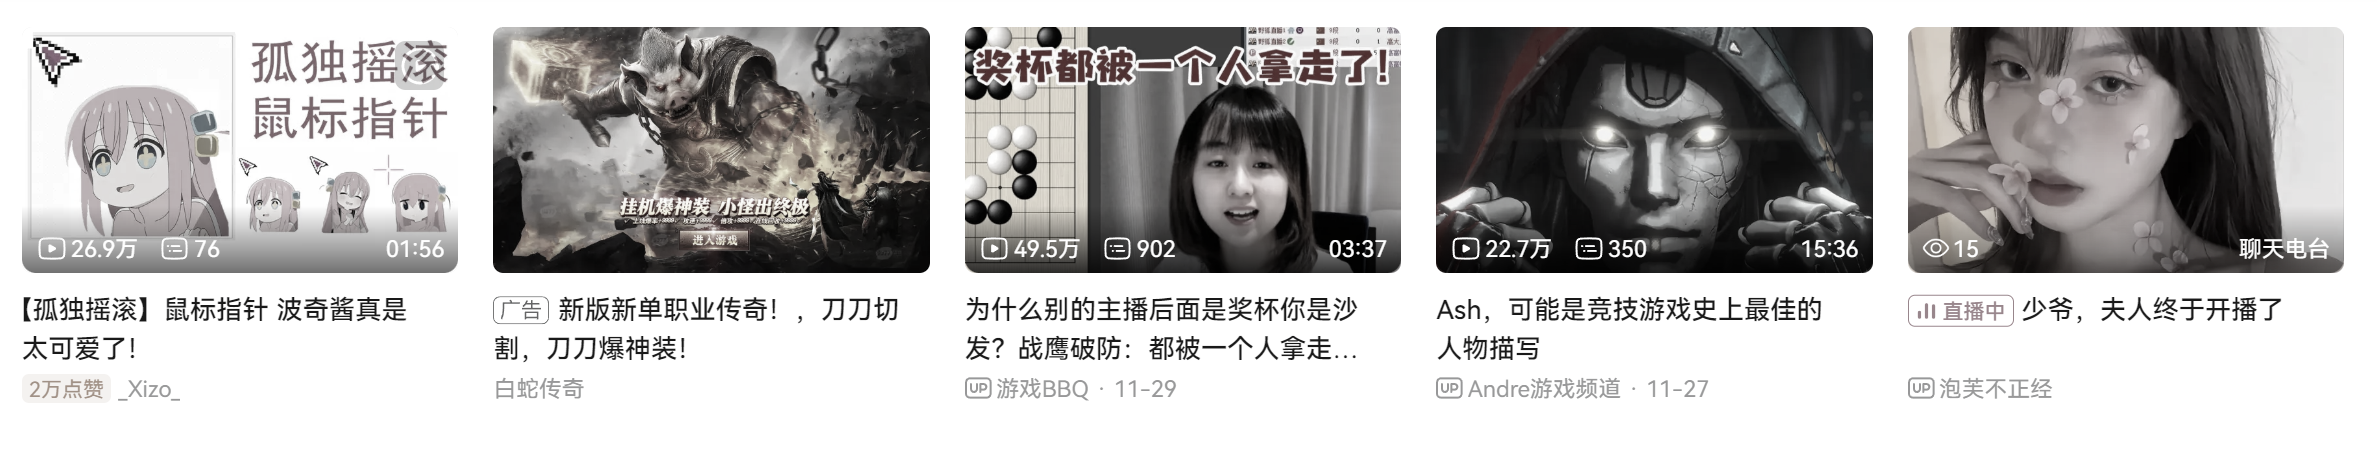 孤独摇滚
鼠标指针
26.9万 76 01:56
【孤独摇滚】鼠标指针 波奇酱真是
太可爱了!
2万点赞 _Xizo_
挂机爆神装 小怪出终极
进入游戏
广告 新版新单职业传奇！，刀刀切
割，刀刀爆神装!
白蛇传奇
奖杯都被一个人拿走了!
49.5万 902 03:37
为什么别的主播后面是奖杯你是沙
发？战鹰破防：都被一个人拿走…
UP 游戏BBQ · 11-29
22.7万 350 15:36
Ash，可能是竞技游戏史上最佳的
人物描写
UP Andre游戏频道 · 11-27
15 聊天电台
直播中 少爷，夫人终于开播了
UP 泡芙不正经